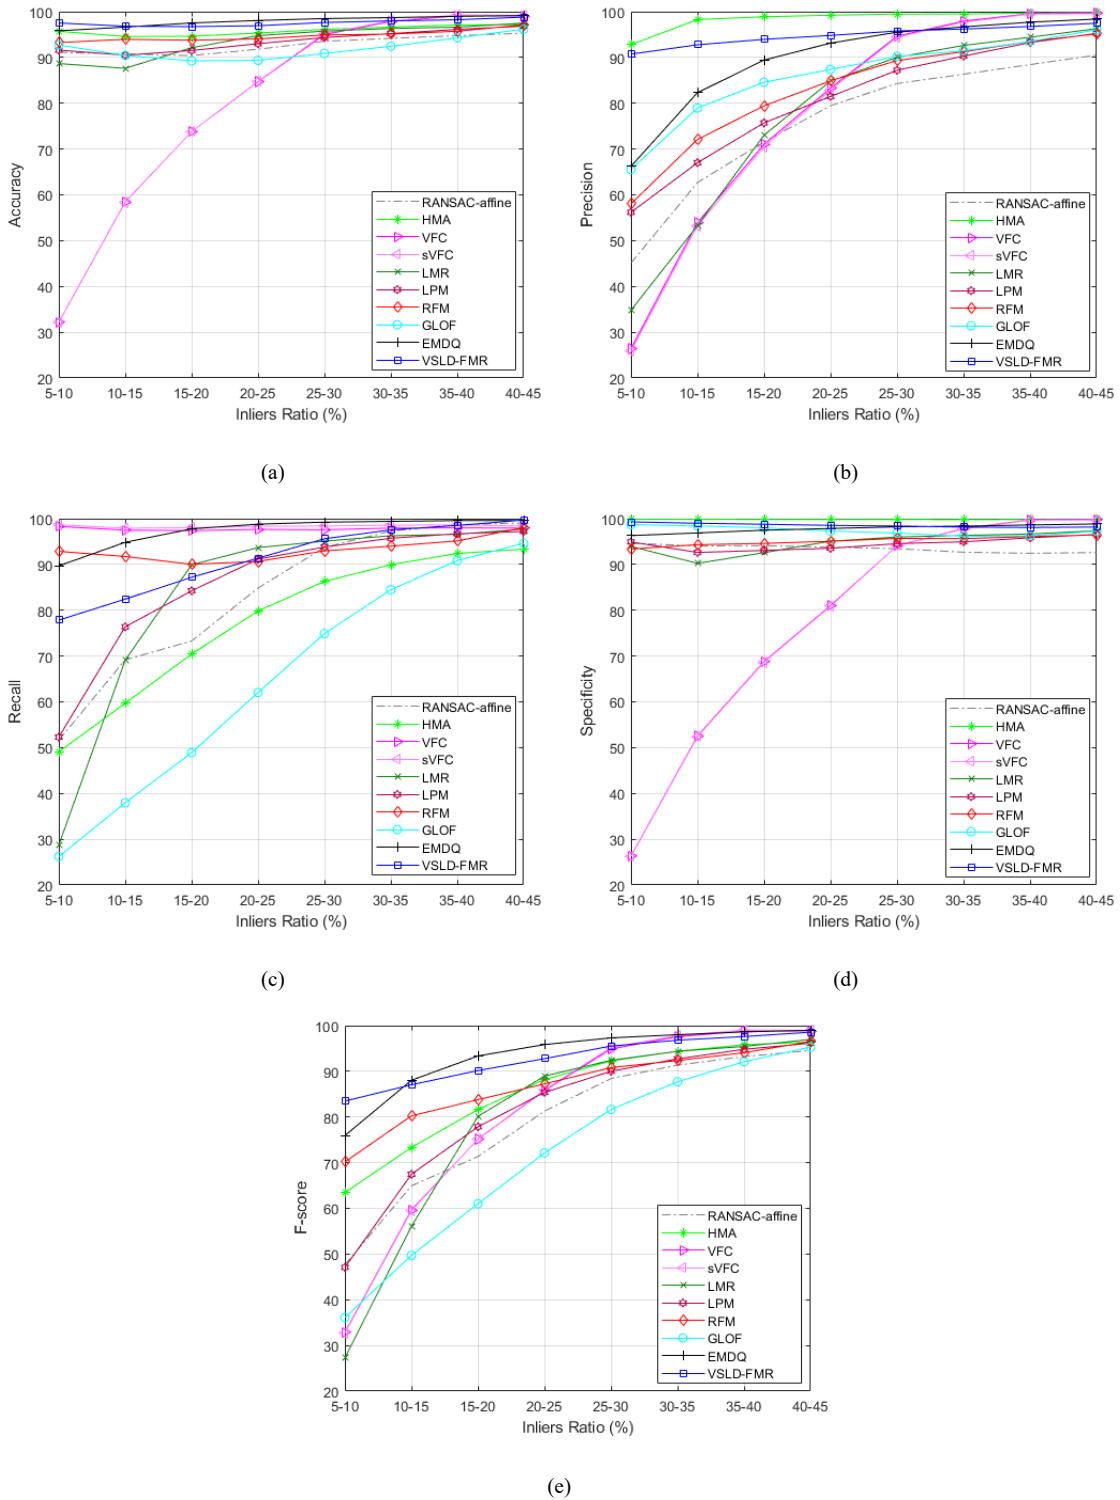 100
90
80
70
60
50
40
30
20
Accuracy
5-10 10-15 15-20 20-25 25-30 30-35 35-40 40-45
Inliers Ratio (%)
RANSAC-affine
HMA
VFC
sVFC
LMR
LPM
RFM
GLOF
EMDQ
VSLD-FMR
(a)
100
90
80
70
60
50
40
30
20
Precision
5-10 10-15 15-20 20-25 25-30 30-35 35-40 40-45
Inliers Ratio (%)
RANSAC-affine
HMA
VFC
sVFC
LMR
LPM
RFM
GLOF
EMDQ
VSLD-FMR
(b)
100
90
80
70
60
50
40
30
20
Recall
5-10 10-15 15-20 20-25 25-30 30-35 35-40 40-45
Inliers Ratio (%)
RANSAC-affine
HMA
VFC
sVFC
LMR
LPM
RFM
GLOF
EMDQ
VSLD-FMR
(c)
100
90
80
70
60
50
40
30
20
Specificity
5-10 10-15 15-20 20-25 25-30 30-35 35-40 40-45
Inliers Ratio (%)
RANSAC-affine
HMA
VFC
sVFC
LMR
LPM
RFM
GLOF
EMDQ
VSLD-FMR
(d)
100
90
80
70
60
50
40
30
20
F-score
5-10 10-15 15-20 20-25 25-30 30-35 35-40 40-45
Inliers Ratio (%)
RANSAC-affine
HMA
VFC
sVFC
LMR
LPM
RFM
GLOF
EMDQ
VSLD-FMR
(e)